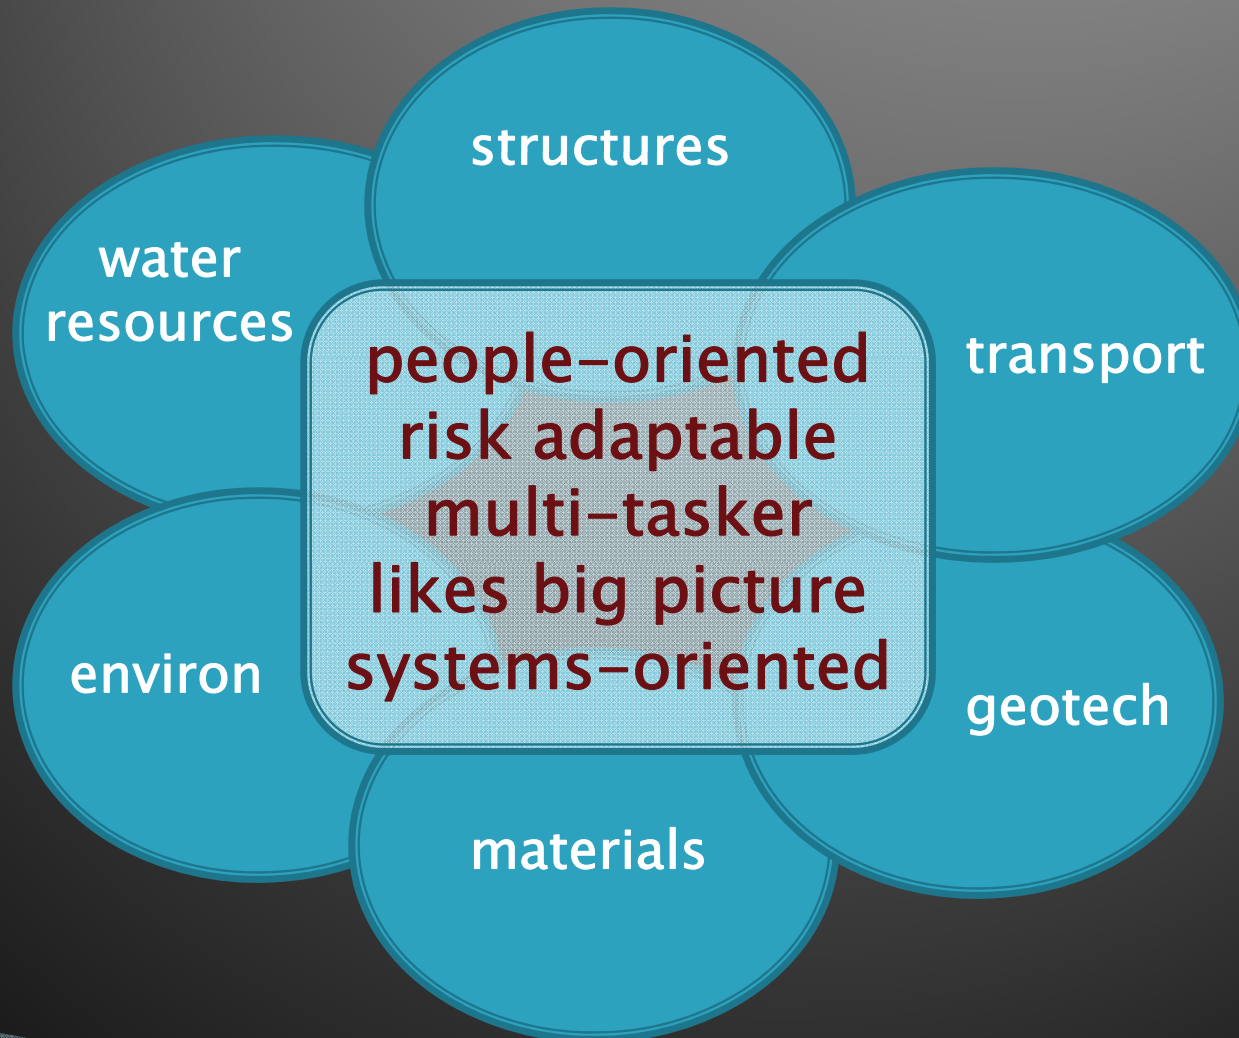 structures
water
resources
transport
people-oriented
risk adaptable
multi-tasker
likes big picture
systems-oriented
environ
geotech
materials